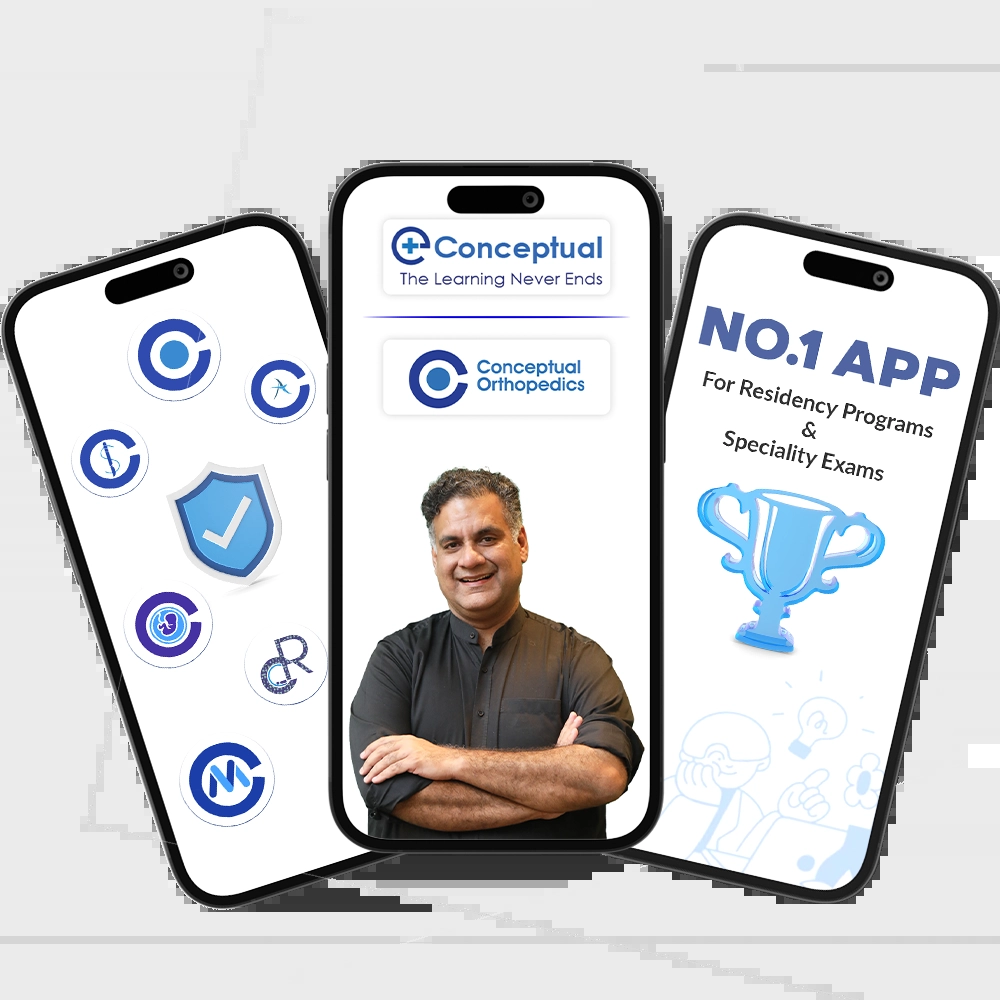 Conceptual
The Learning Never Ends
Conceptual
Orthopedics
NO.1 APP
For Residency Programs
&
Speciality Exams